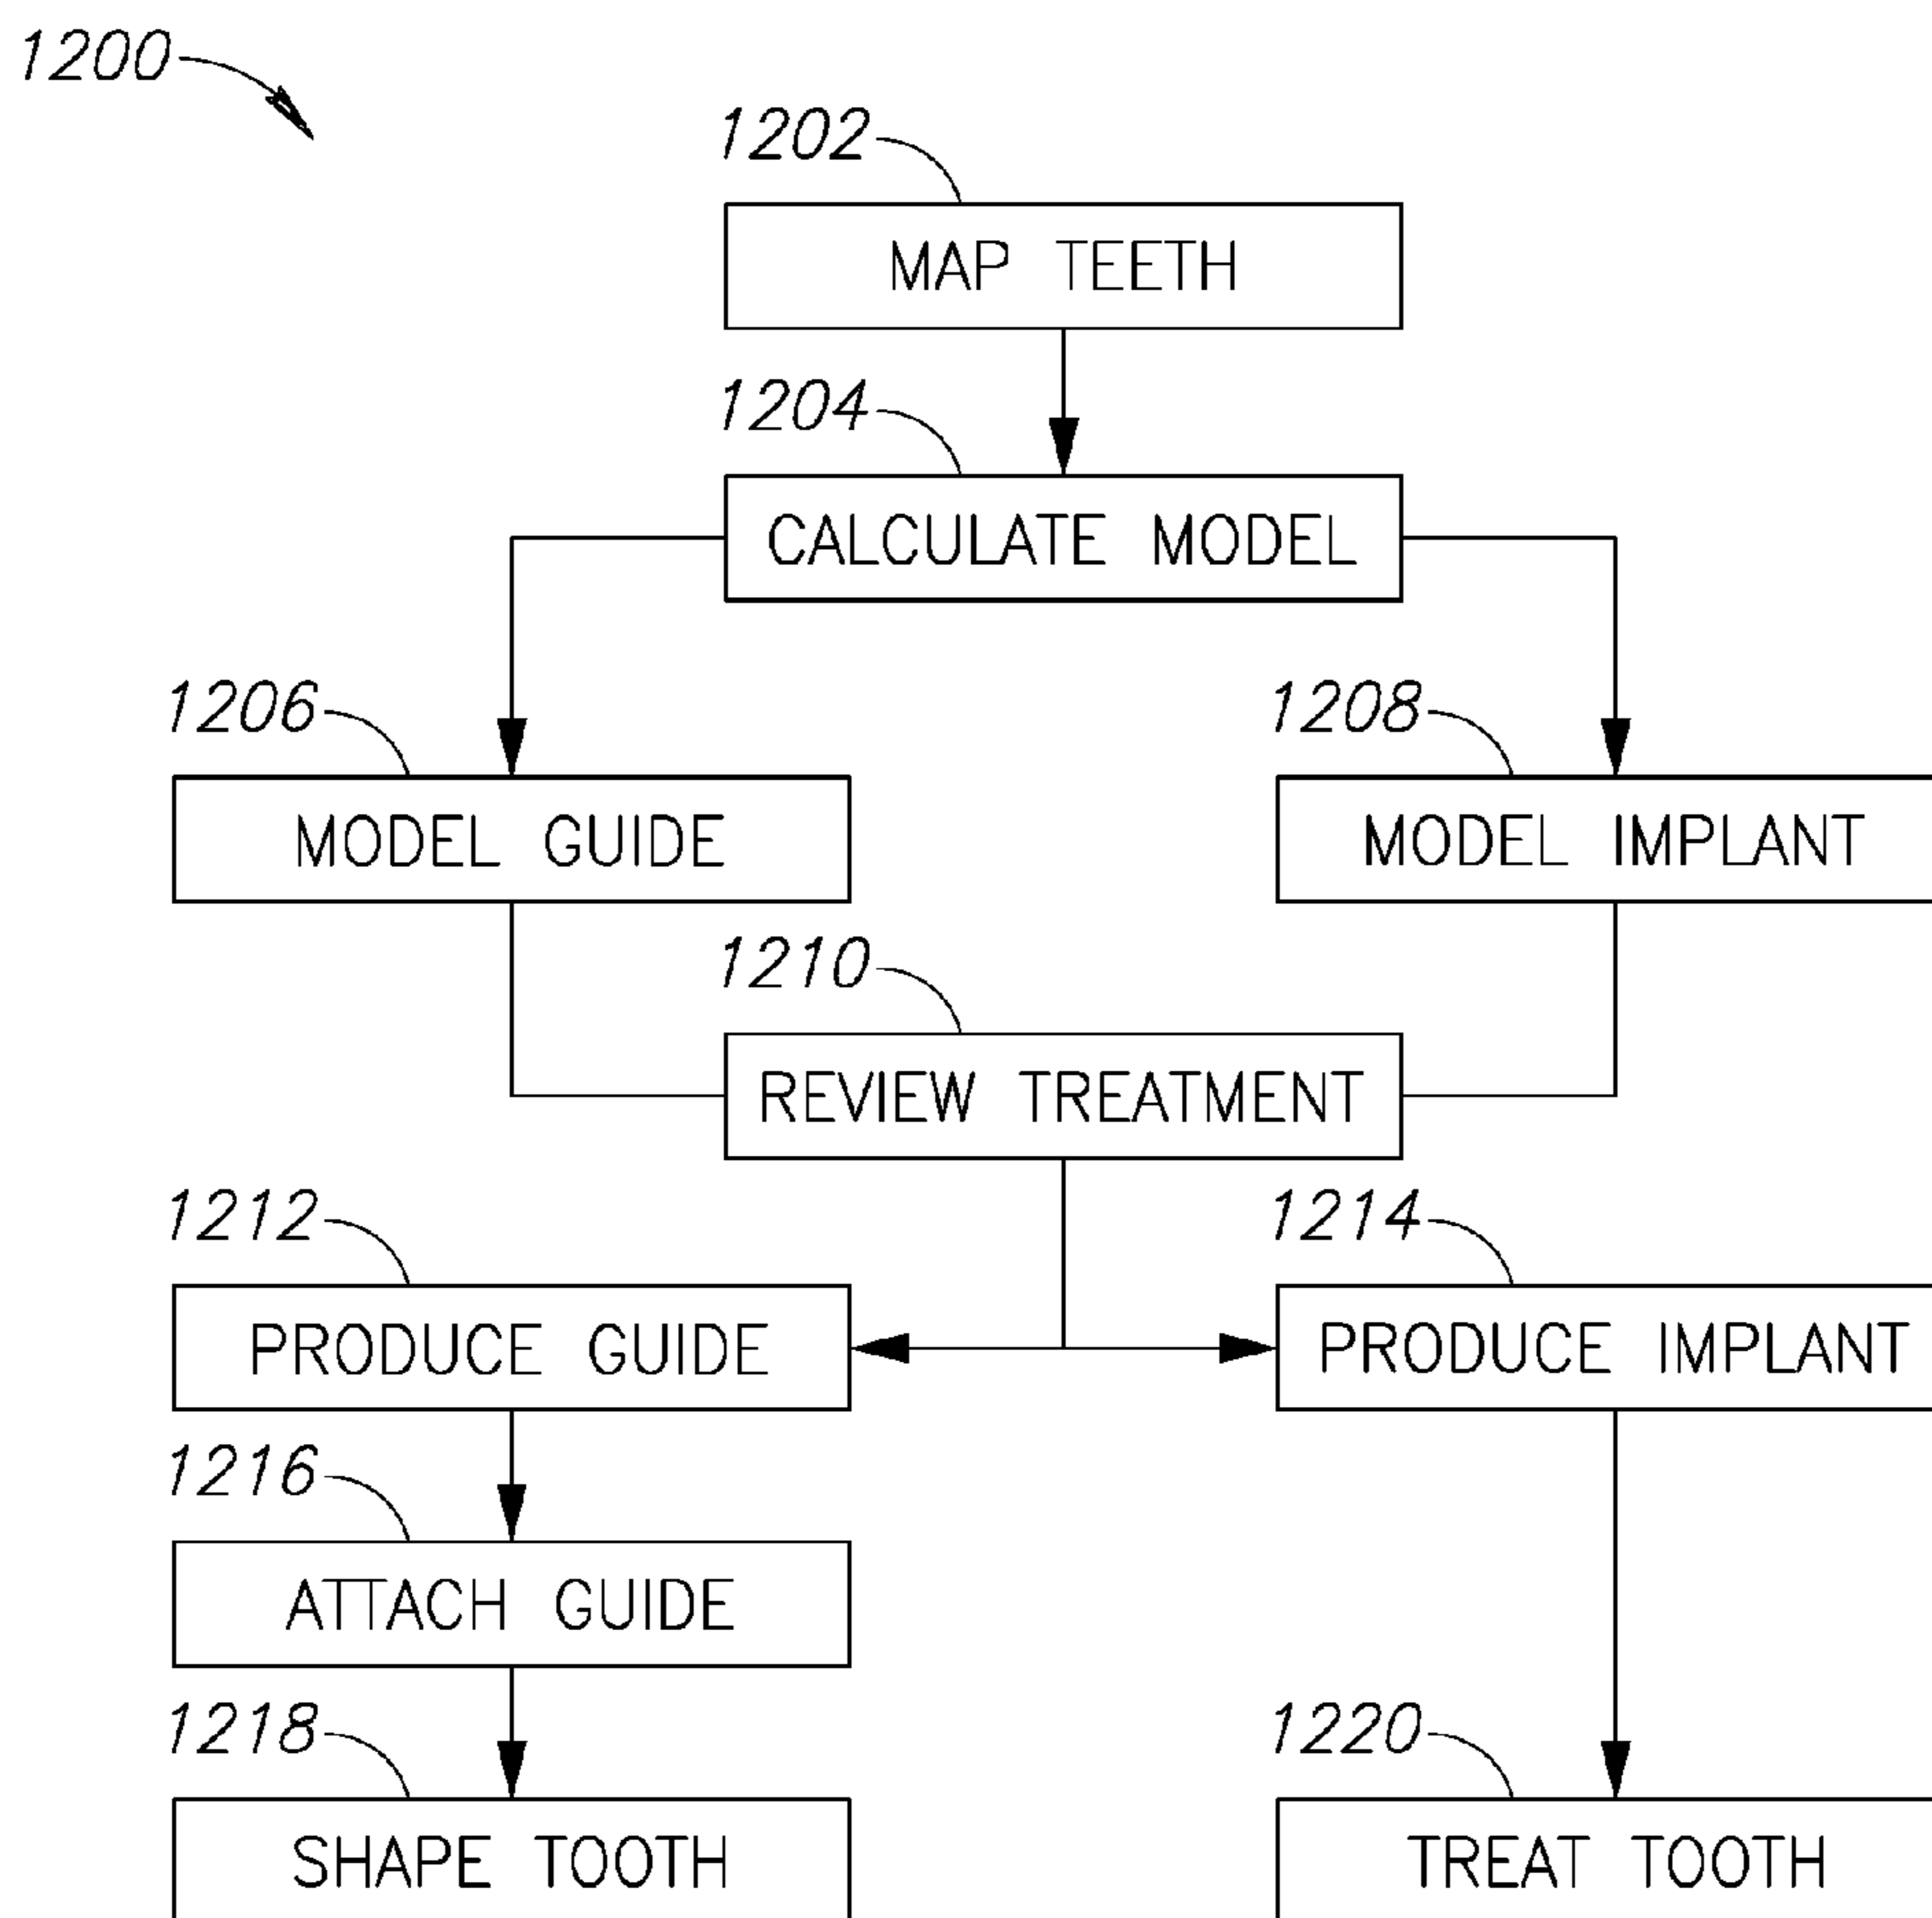 1200
1202
MAP TEETH
1204
CALCULATE MODEL
1206
MODEL GUIDE
1208
MODEL IMPLANT
1210
REVIEW TREATMENT
1212
PRODUCE GUIDE
1214
PRODUCE IMPLANT
1216
ATTACH GUIDE
1218
SHAPE TOOTH
1220
TREAT TOOTH